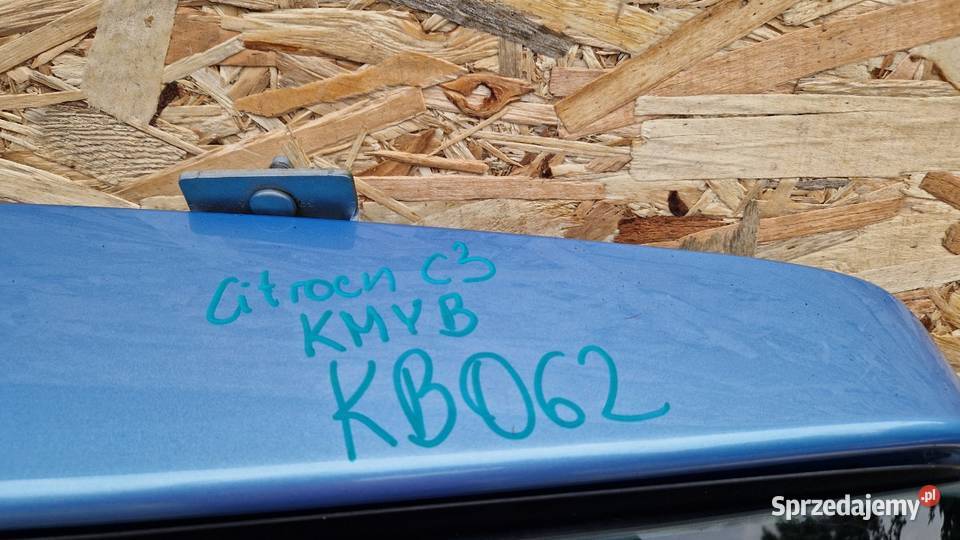 Citroen C3
KMYB
KB062
Sprzedajemy.pl